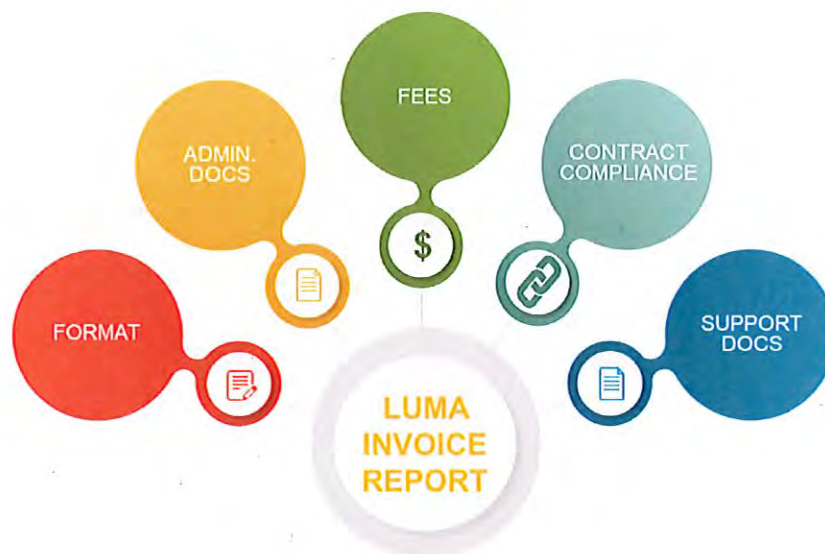 FORMAT
ADMIN.
DOCS
FEES
$
CONTRACT
COMPLIANCE
SUPPORT
DOCS
LUMA
INVOICE
REPORT